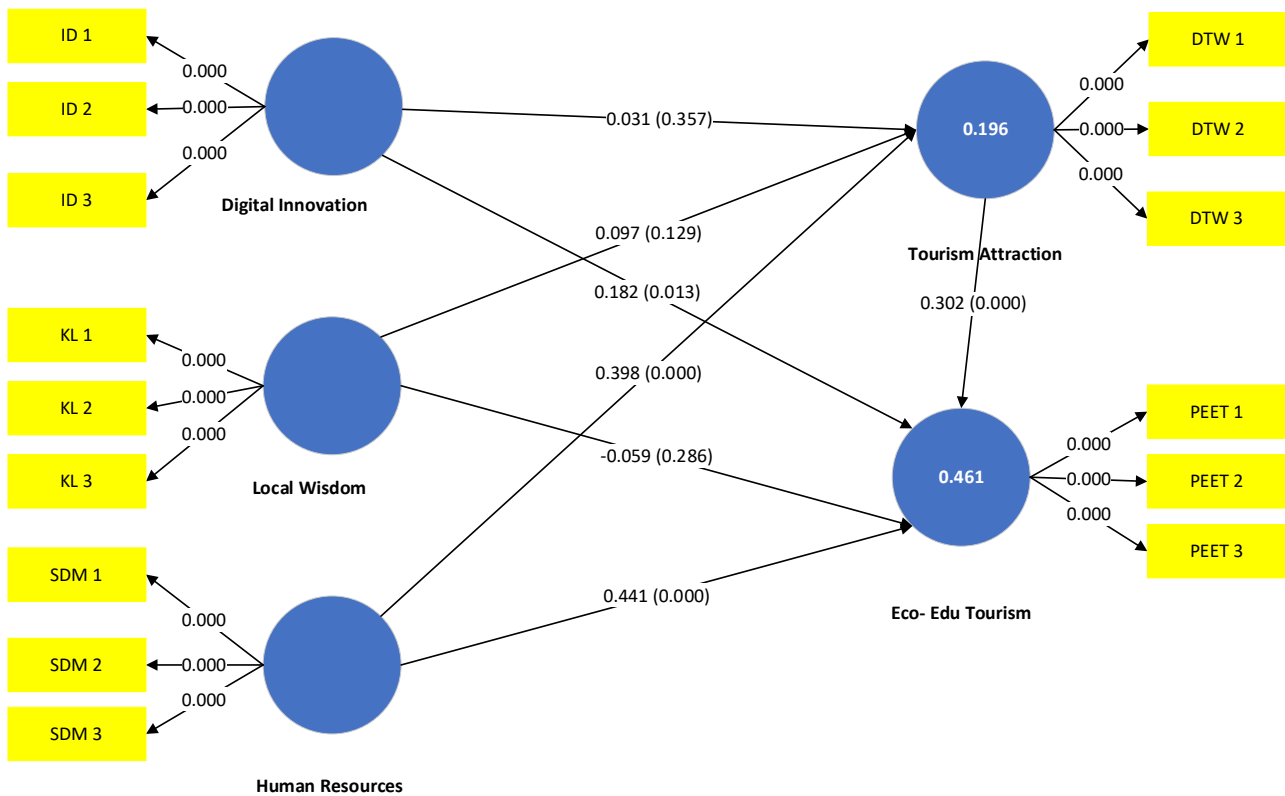 ID 1
ID 2
ID 3
0.000
0.000
0.000
Digital Innovation
KL 1
KL 2
KL 3
0.000
0.000
0.000
Local Wisdom
SDM 1
SDM 2
SDM 3
0.000
0.000
0.000
Human Resources
0.031 (0.357)
0.097 (0.129)
0.182 (0.013)
0.398 (0.000)
-0.059 (0.286)
0.441 (0.000)
0.196
Tourism Attraction
0.302 (0.000)
0.461
Eco- Edu Tourism
0.000
0.000
0.000
DTW 1
DTW 2
DTW 3
0.000
0.000
0.000
PEET 1
PEET 2
PEET 3